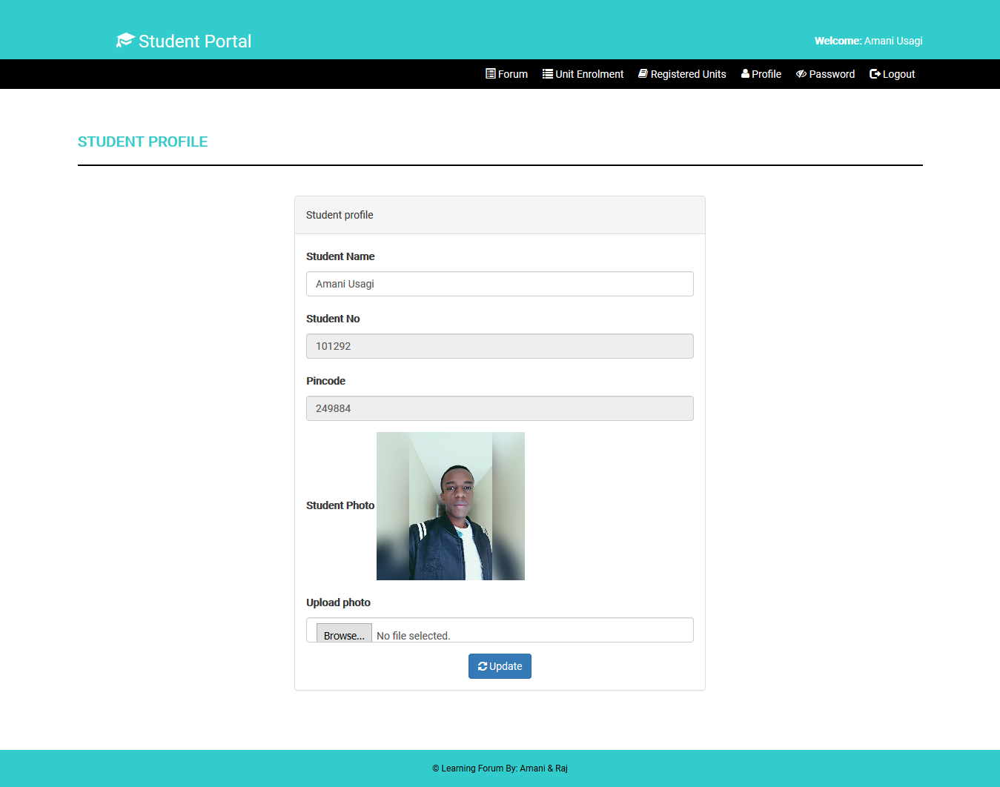 Student Portal
Welcome: Amani Usagi
Forum Unit Enrolment Registered Units Profile Password Logout
STUDENT PROFILE
Student profile
Student Name
Amani Usagi
Student No
101292
Pincode
249884
Student Photo
Upload photo
Browse... No file selected.
Update
© Learning Forum By: Amani & Raj